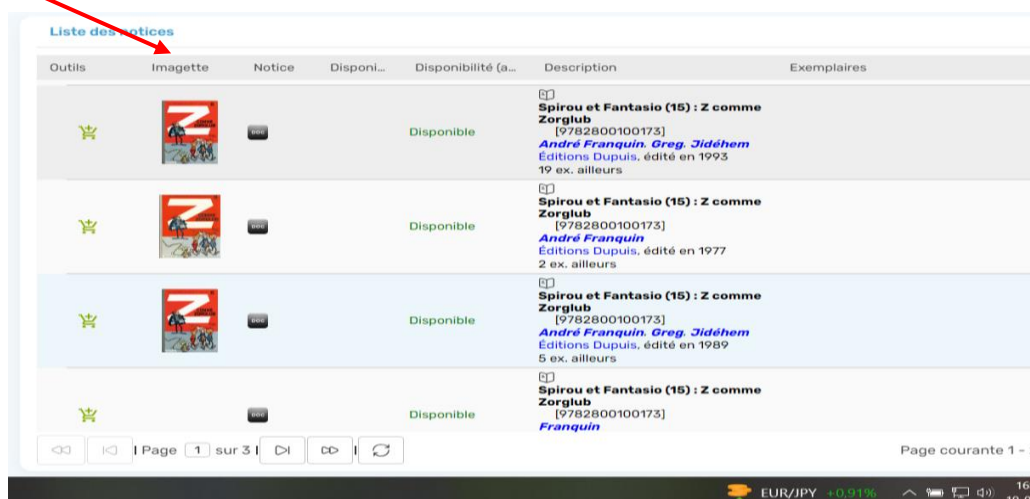 Liste des notices
Outils Imagette Notice Disponi... Disponibilité (a... Description Exemplaires
Spirou et Fantasio (15) : Z comme
Zorglub
[9782800100173]
Disponible
André Franquin. Greg. Jidéhem
Éditions Dupuis, édité en 1993
19 ex. ailleurs
Spirou et Fantasio (15) : Z comme
Zorglub
[9782800100173]
Disponible
André Franquin
Éditions Dupuis, édité en 1977
2 ex. ailleurs
Spirou et Fantasio (15) : Z comme
Zorglub
[9782800100173]
Disponible
André Franquin. Greg. Jidéhem
Éditions Dupuis, édité en 1989
5 ex. ailleurs
Spirou et Fantasio (15) : Z comme
Zorglub
[9782800100173]
Disponible
Franquin
Page 1 sur 3
Page courante 1 -
EUR/JPY +0,91%
16